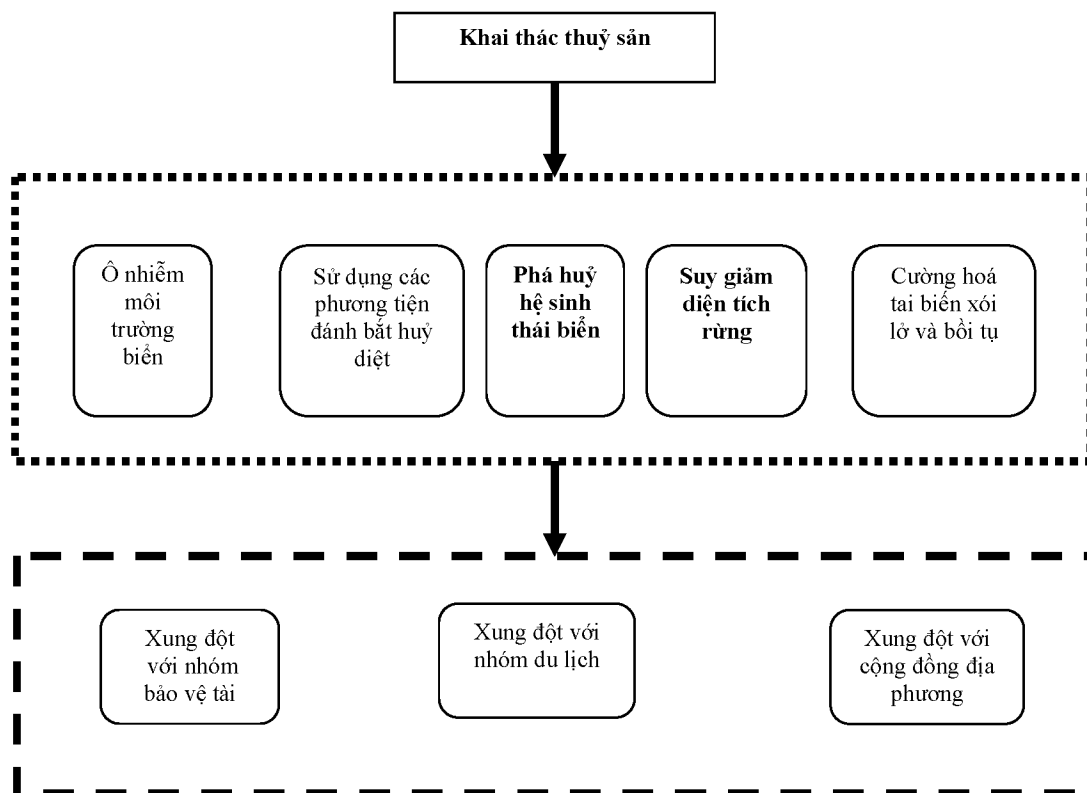 Khai thác thuỷ sản
Ô nhiễm
môi
trường
biển
Sử dụng các
phương tiện
đánh bắt huỷ
diệt
Phá huỷ
hệ sinh
thái biển
Suy giảm
diện tích
rừng
Cường hoá
tai biến xói
lở và bồi tụ
Xung đột
với nhóm
bảo vệ tài
Xung đột với
nhóm du lịch
Xung đột với
cộng đồng địa
phương